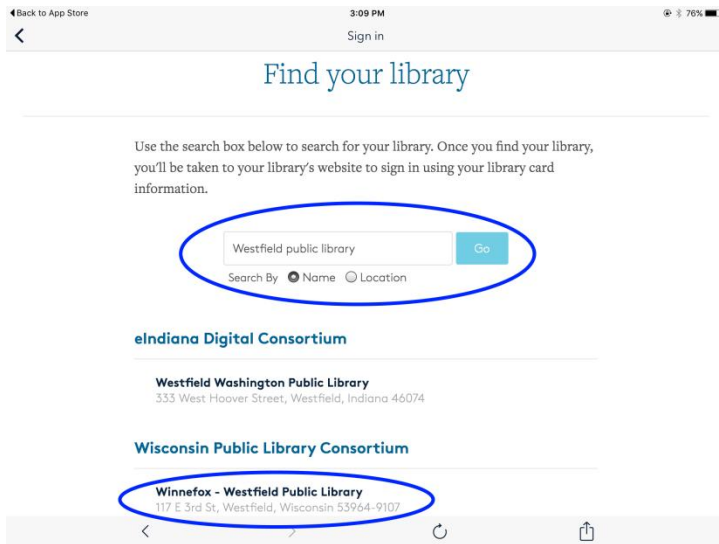 Back to App Store
3:09 PM
76%
Sign in
Find your library
Use the search box below to search for your library. Once you find your library,
you'll be taken to your library's website to sign in using your library card
information.
Westfield public library
Go
Search By Name Location
eIndiana Digital Consortium
Westfield Washington Public Library
333 West Hoover Street, Westfield, Indiana 46074
Wisconsin Public Library Consortium
Winnefox - Westfield Public Library
117 E 3rd St, Westfield, Wisconsin 53964-9107